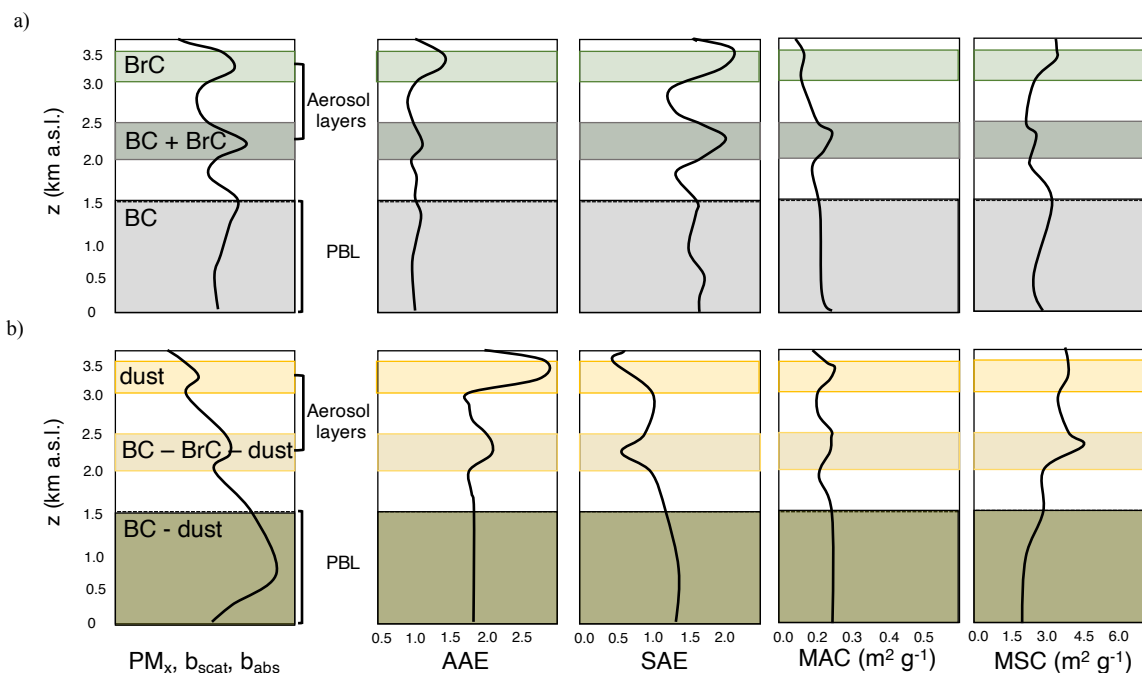 a)
z (km a.s.l.)
3.5
3.0
2.5
2.0
1.5
1.0
0.5
0
BrC
BC + BrC
BC
Aerosol
layers
PBL
b)
z (km a.s.l.)
3.5
3.0
2.5
2.0
1.5
1.0
0.5
0
dust
BC – BrC – dust
BC - dust
Aerosol
layers
PBL
0.5 1.0 1.5 2.0 2.5
0.0 0.5 1.0 1.5 2.0
0.0 0.2 0.4 0.5
0.0 1.5 3.0 4.5 6.0
PMx, bscat, babs
AAE
SAE
MAC (m² g⁻¹)
MSC (m² g⁻¹)